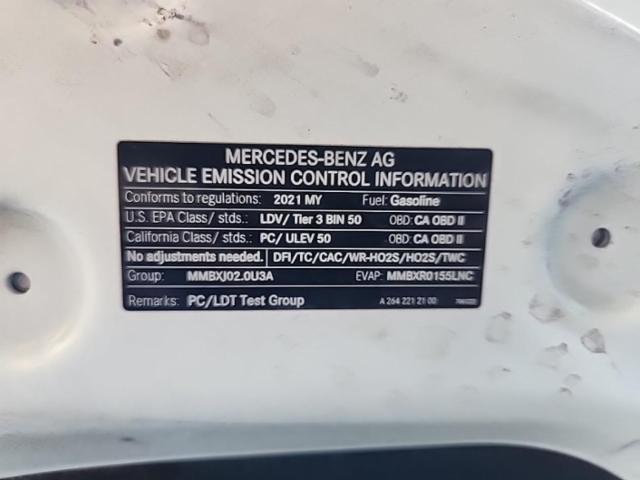 MERCEDES-BENZ AG
VEHICLE EMISSION CONTROL INFORMATION
Conforms to regulations: 2021 MY Fuel: Gasoline
U.S. EPA Class/ stds.: LDV/ Tier 3 BIN 50 OBD: CA OBD II
California Class/ stds.: PC/ ULEV 50 OBD: CA OBD II
No adjustments needed. DFI/TC/CAC/WR-HO2S/HO2S/TWC
Group: MMBXJ02.0U3A EVAP: MMBXR0155LNC
Remarks: PC/LDT Test Group A 264 221 21 00